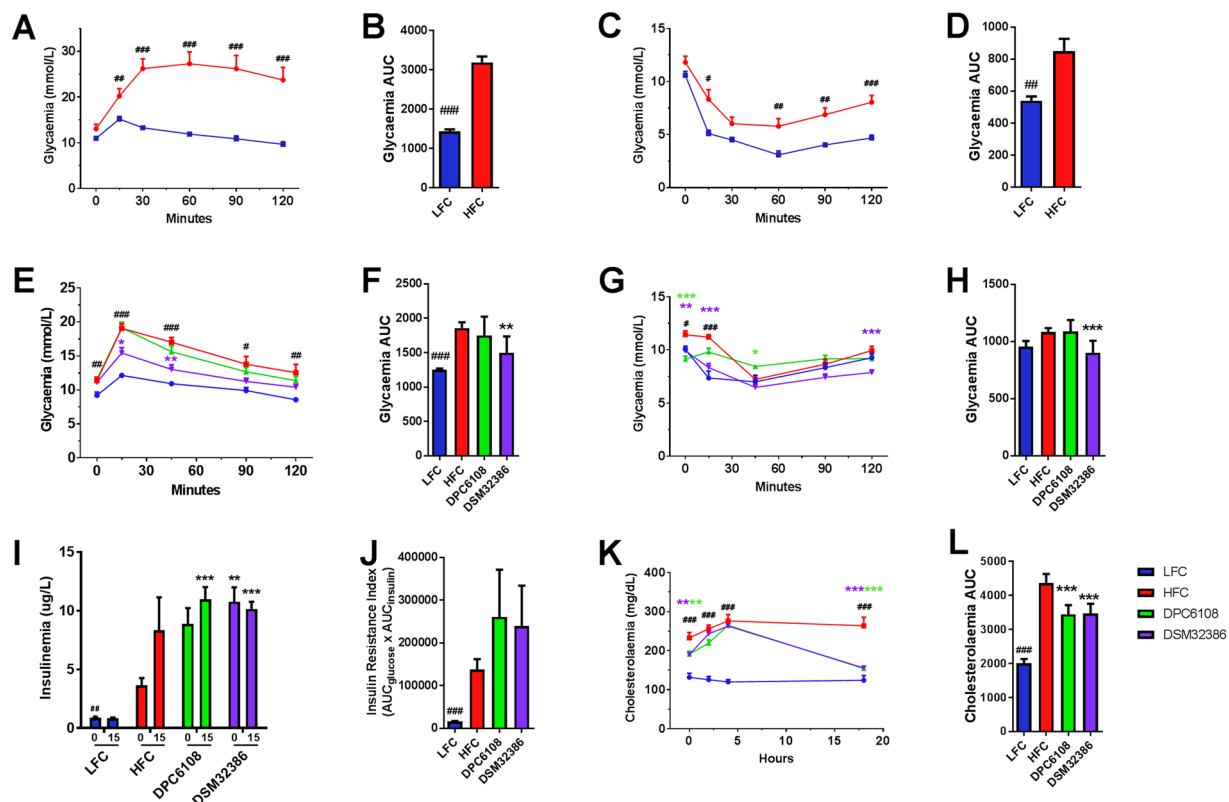 A
B
C
D
Glycaemia (mmol/L)
30
20
10
0
## ### ### ### ###
0 30 60 90 120
Minutes
Glycaemia AUC
4000
3000
2000
1000
0
###
LFC HFC
Glycaemia (mmol/L)
15
10
5
0
# ## ## ###
0 30 60 90 120
Minutes
Glycaemia AUC
1000
800
600
400
200
0
##
LFC HFC
E
F
G
H
Glycaemia (mmol/L)
25
20
15
10
5
0
## ### ### # ##
* **
0 30 60 90 120
Minutes
Glycaemia AUC
2500
2000
1500
1000
500
0
### **
LFC HFC DPC6108 DSM32386
Glycaemia (mmol/L)
15
10
5
0
***
** *** ***
# ###
*
0 30 60 90 120
Minutes
Glycaemia AUC
1500
1000
500
0
***
LFC HFC DPC6108 DSM32386
I
J
K
L
Insulinemia (ug/L)
15
10
5
0
## *** ** ***
0 15 0 15 0 15 0 15
LFC HFC DPC6108 DSM32386
Insulin Resistance Index
(AUCglucose x AUCinsulin)
400000
300000
200000
100000
0
###
LFC HFC DPC6108 DSM32386
Cholesterolaemia (mg/dL)
400
300
200
100
0
**** ******
### ### ### ###
0 5 10 15 20
Hours
Cholesterolaemia AUC
5000
4000
3000
2000
1000
0
### *** ***
LFC HFC DPC6108 DSM32386
LFC
HFC
DPC6108
DSM32386